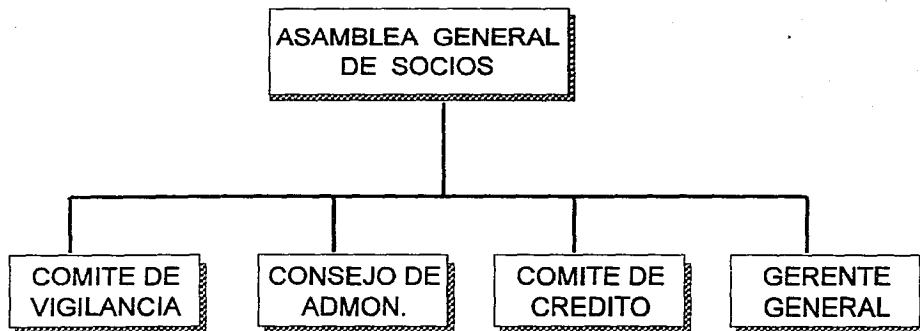 ASAMBLEA GENERAL
DE SOCIOS
COMITE DE
VIGILANCIA
CONSEJO DE
ADMON.
COMITE DE
CREDITO
GERENTE
GENERAL